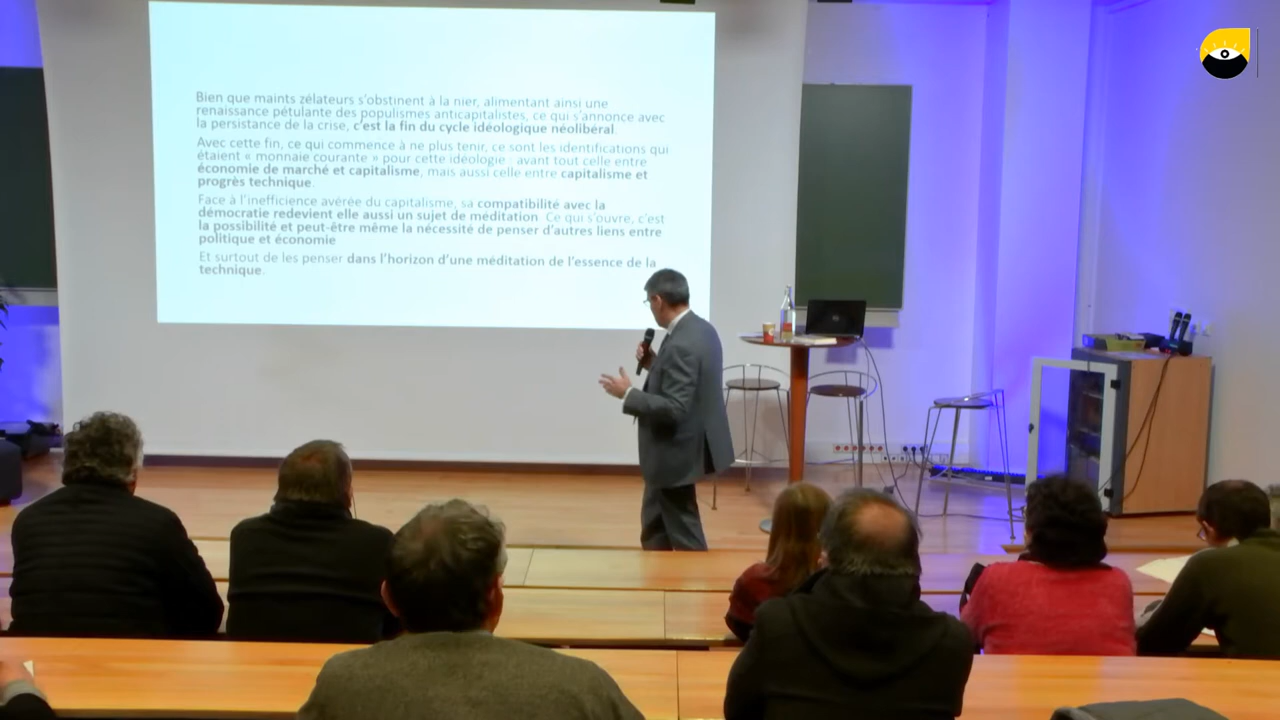 Bien que maints zélateurs s'obstinent à la nier, alimentant ainsi une
renaissance pétulante des populismes anticapitalistes, ce qui s'annonce avec
la persistance de la crise, c'est la fin du cycle idéologique néolibéral.
Avec cette fin, ce qui commence à ne plus tenir, ce sont les identifications qui
étaient « monnaie courante » pour cette idéologie : avant tout celle entre
économie de marché et capitalisme, mais aussi celle entre capitalisme et
progrès technique.
Face à l'inefficience avérée du capitalisme, sa compatibilité avec la
démocratie redevient elle aussi un sujet de méditation. Ce qui s'ouvre, c'est
la possibilité et peut-être même la nécessité de penser d'autres liens entre
politique et économie
Et surtout de les penser dans l'horizon d'une méditation de l'essence de la
technique.